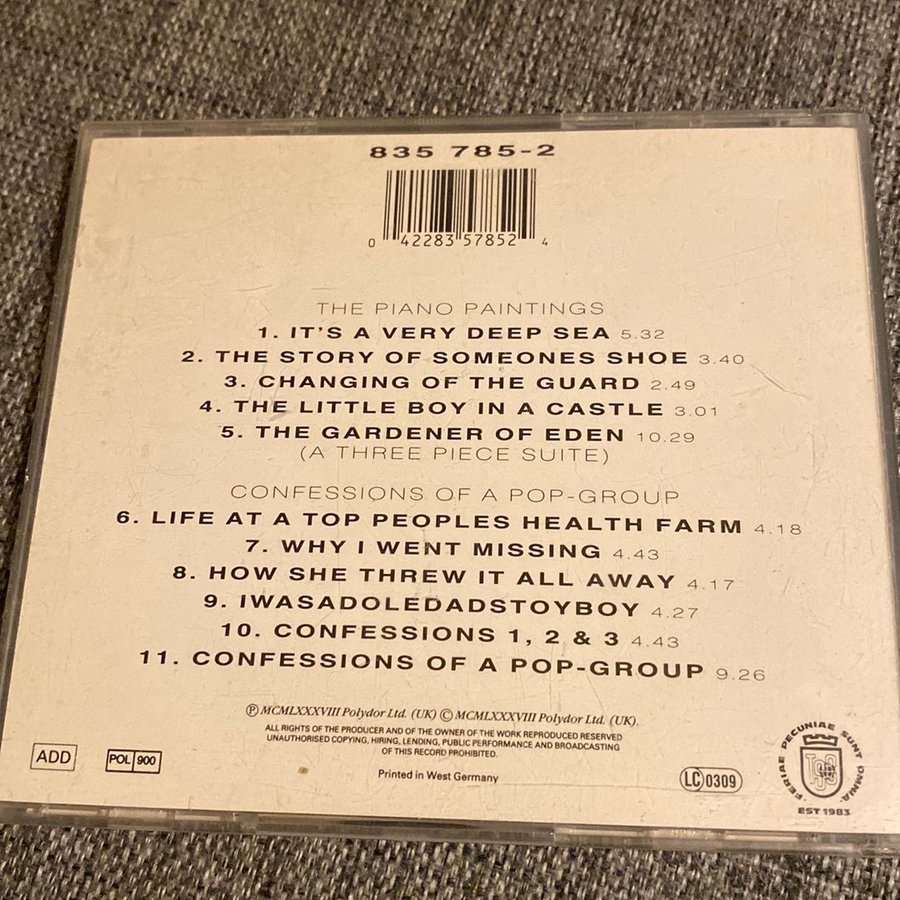 835 785-2
0 42283 57852 4
THE PIANO PAINTINGS
1. IT'S A VERY DEEP SEA 5.32
2. THE STORY OF SOMEONES SHOE 3.40
3. CHANGING OF THE GUARD 2.49
4. THE LITTLE BOY IN A CASTLE 3.01
5. THE GARDENER OF EDEN 10.29
(A THREE PIECE SUITE)
CONFESSIONS OF A POP-GROUP
6. LIFE AT A TOP PEOPLES HEALTH FARM 4.18
7. WHY I WENT MISSING 4.43
8. HOW SHE THREW IT ALL AWAY 4.17
9. IWASADOLEDADSTOYBOY 4.27
10. CONFESSIONS 1, 2 & 3 4.43
11. CONFESSIONS OF A POP-GROUP 9.26
Ⓟ MCMLXXXVIII Polydor Ltd. (UK) Ⓒ MCMLXXXVIII Polydor Ltd. (UK).
ALL RIGHTS OF THE PRODUCER AND OF THE OWNER OF THE WORK REPRODUCED RESERVED
UNAUTHORISED COPYING, HIRING, LENDING, PUBLIC PERFORMANCE AND BROADCASTING
OF THIS RECORD PROHIBITED.
ADD
POL 900
Printed in West Germany
LC 0309
FERIAE PECUNIAE SUNT OMNIA
EST 1983